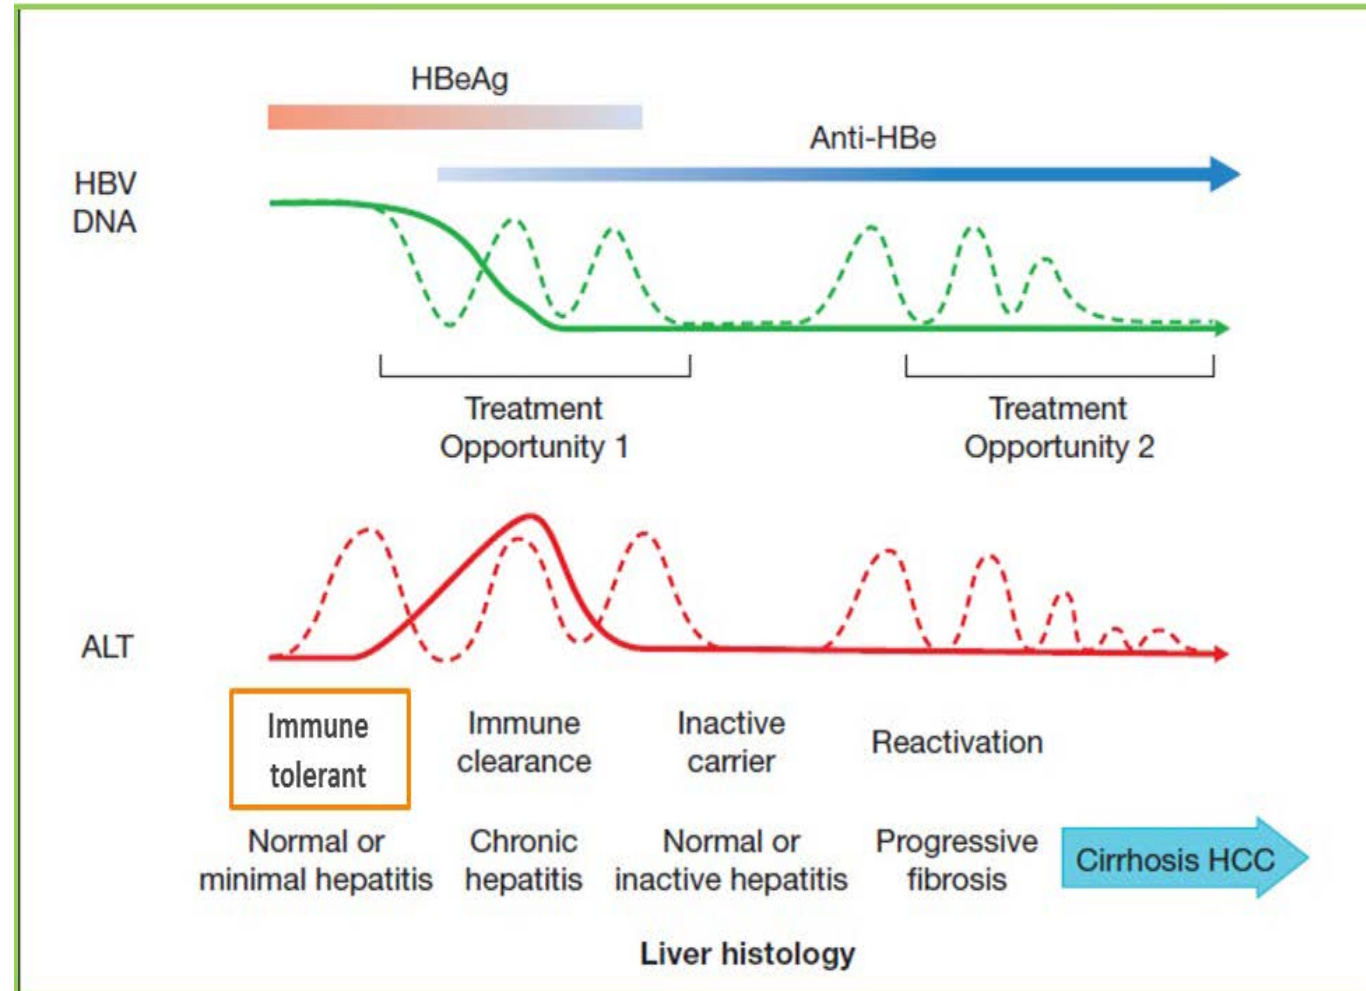 HBeAg
Anti-HBe
HBV
DNA
Treatment
Opportunity 1
Treatment
Opportunity 2
ALT
Immune
tolerant
Immune
clearance
Inactive
carrier
Reactivation
Normal or
minimal hepatitis
Chronic
hepatitis
Normal or
inactive hepatitis
Progressive
fibrosis
Cirrhosis HCC
Liver histology